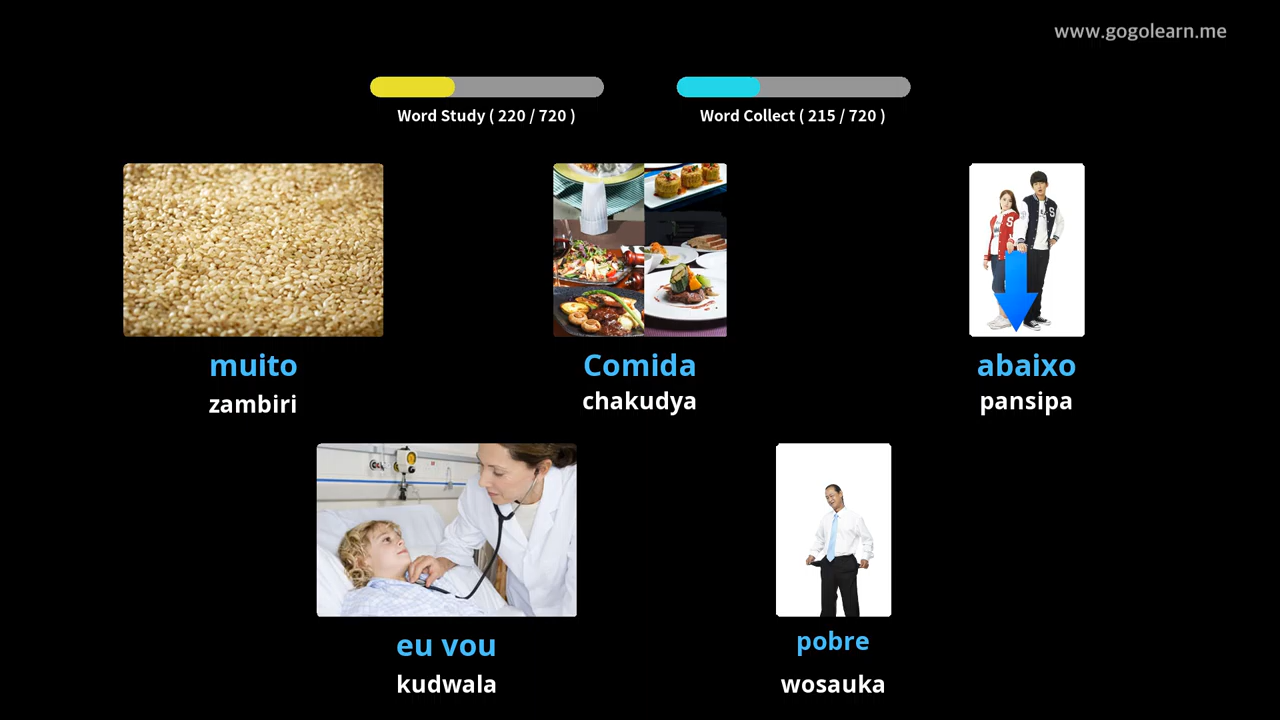 www.gogolearn.me
Word Study ( 220 / 720 )
Word Collect ( 215 / 720 )
muito
zambiri
Comida
chakudya
abaixo
pansipa
eu vou
kudwala
pobre
wosauka